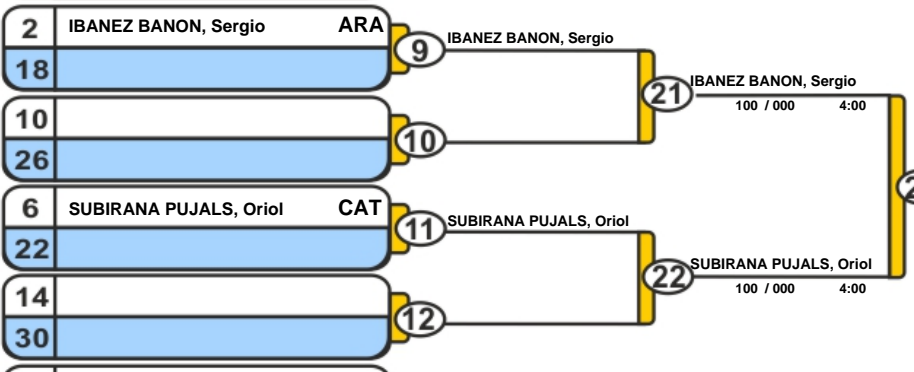 2 IBANEZ BANON, Sergio ARA
18
9 IBANEZ BANON, Sergio
10
26
10
21 IBANEZ BANON, Sergio
100 / 000 4:00
6 SUBIRANA PUJALS, Oriol CAT
22
11 SUBIRANA PUJALS, Oriol
14
30
12
22 SUBIRANA PUJALS, Oriol
100 / 000 4:00